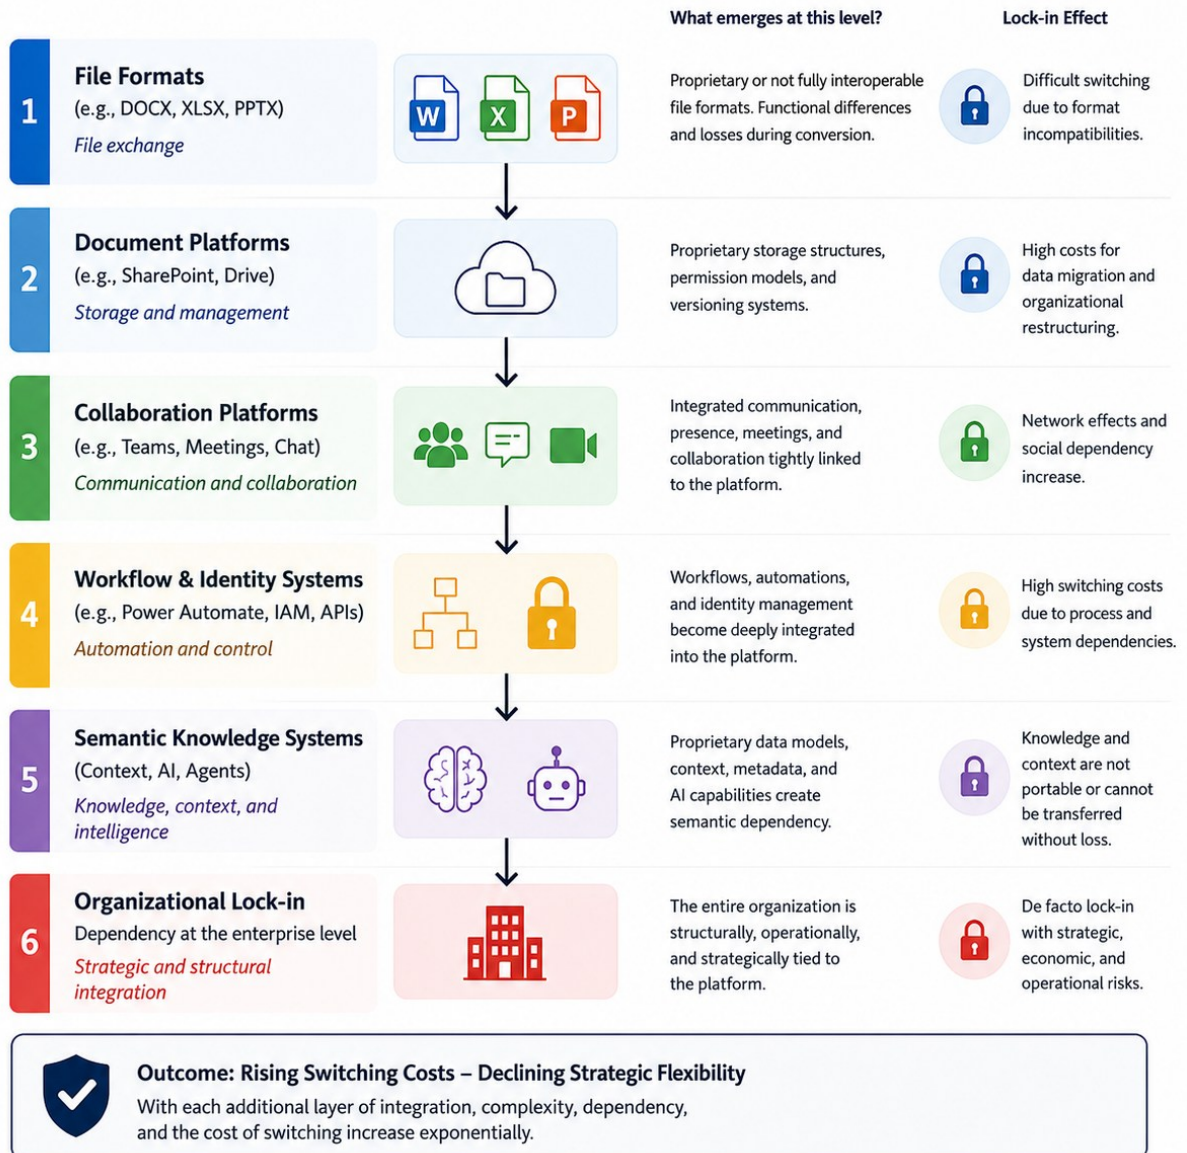 What emerges at this level?
Lock-in Effect
1
File Formats
(e.g., DOCX, XLSX, PPTX)
File exchange
W
X
P
Proprietary or not fully interoperable
file formats. Functional differences
and losses during conversion.
Difficult switching
due to format
incompatibilities.
2
Document Platforms
(e.g., SharePoint, Drive)
Storage and management
Proprietary storage structures,
permission models, and
versioning systems.
High costs for
data migration and
organizational
restructuring.
3
Collaboration Platforms
(e.g., Teams, Meetings, Chat)
Communication and collaboration
Integrated communication,
presence, meetings, and
collaboration tightly linked
to the platform.
Network effects and
social dependency
increase.
4
Workflow & Identity Systems
(e.g., Power Automate, IAM, APIs)
Automation and control
Workflows, automations,
and identity management
become deeply integrated
into the platform.
High switching costs
due to process and
system dependencies.
5
Semantic Knowledge Systems
(Context, AI, Agents)
Knowledge, context, and
intelligence
Proprietary data models,
context, metadata, and
AI capabilities create
semantic dependency.
Knowledge and
context are not
portable or cannot
be transferred
without loss.
6
Organizational Lock-in
Dependency at the enterprise level
Strategic and structural
integration
The entire organization is
structurally, operationally,
and strategically tied to
the platform.
De facto lock-in
with strategic,
economic, and
operational risks.
Outcome: Rising Switching Costs – Declining Strategic Flexibility
With each additional layer of integration, complexity, dependency,
and the cost of switching increase exponentially.